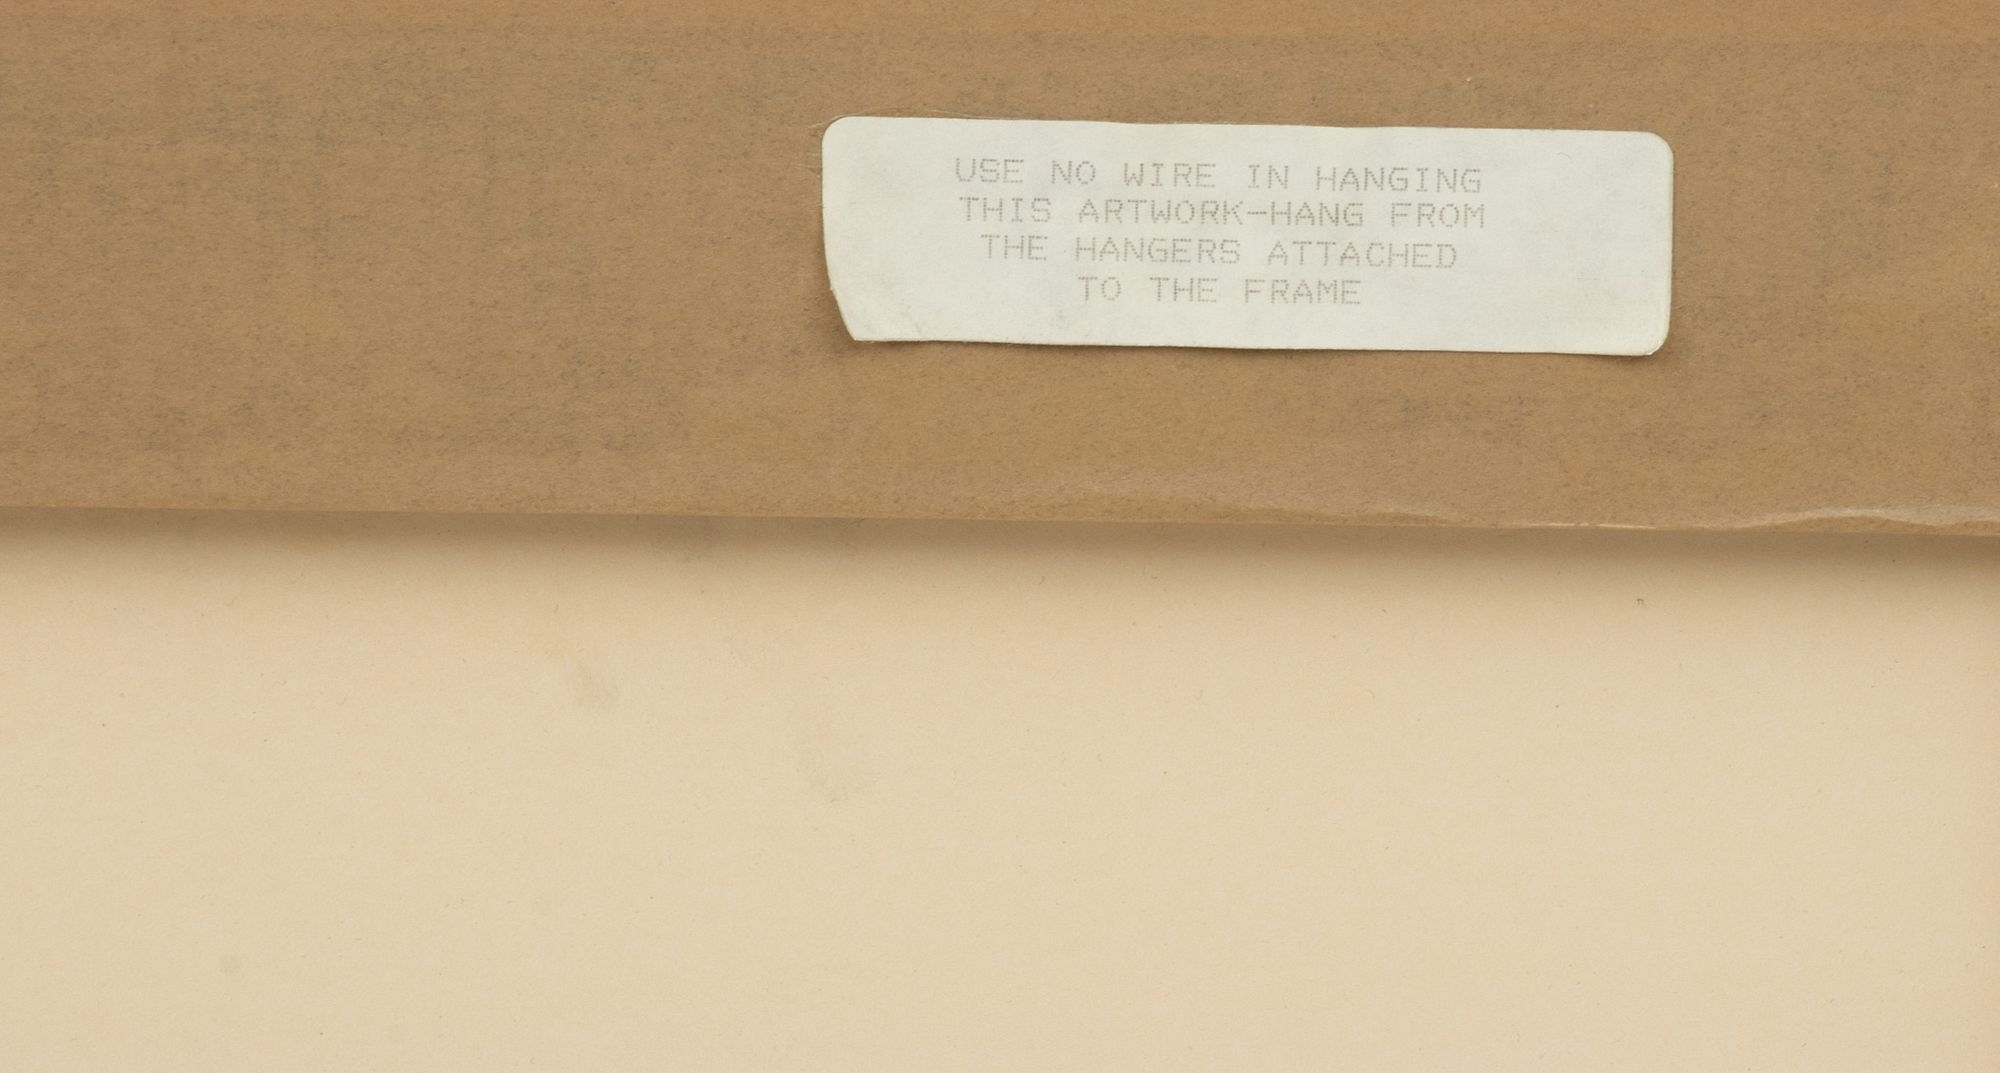 USE NO WIRE IN HANGING
THIS ARTWORK-HANG FROM
THE HANGERS ATTACHED
TO THE FRAME